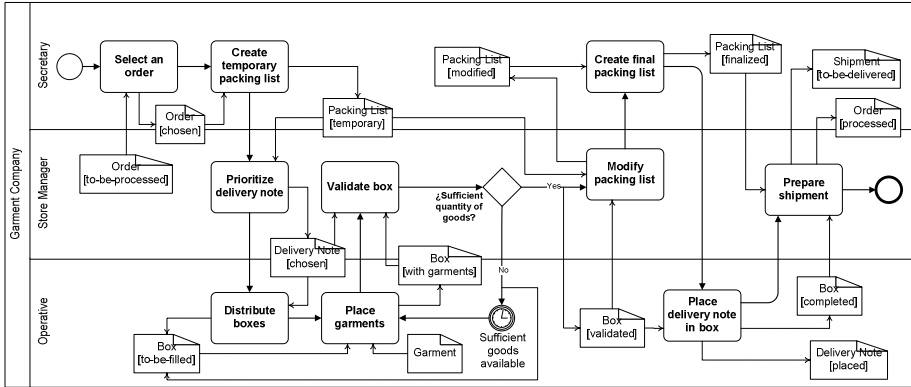 Garment Company
Secretary
Select an
order
Create
temporary
packing list
Packing List
[modified]
Create final
packing list
Packing List
[finalized]
Shipment
[to-be-delivered]
Order
[chosen]
Packing List
[temporary]
Order
[processed]
Store Manager
Order
[to-be-processed]
Prioritize
delivery note
Validate box
¿Sufficient
quantity of
goods?
Yes
Modify
packing list
Prepare
shipment
Delivery Note
[chosen]
Box
[with garments]
No
Operative
Distribute
boxes
Place
garments
Sufficient
goods
available
Box
[to-be-filled]
Garment
Box
[validated]
Place
delivery note
in box
Box
[completed]
Delivery Note
[placed]